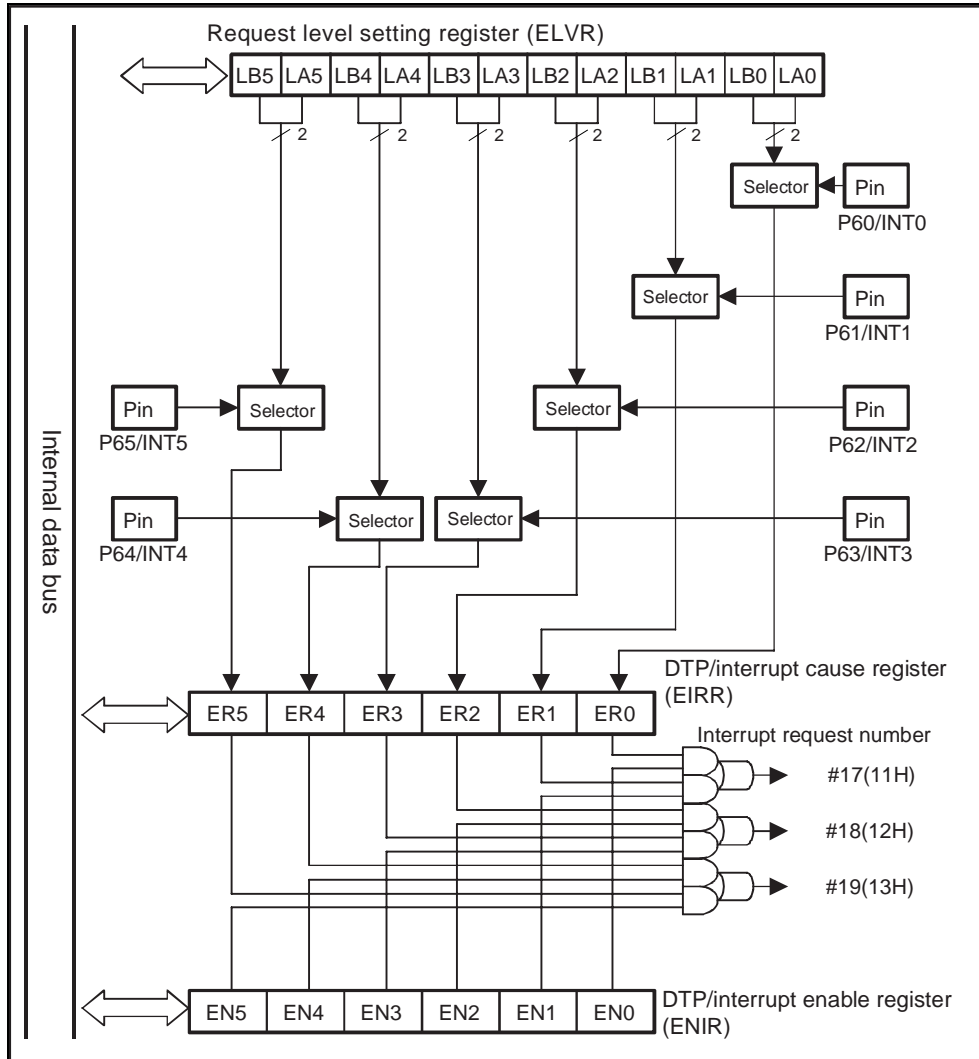 Request level setting register (ELVR)
LB5 LA5 LB4 LA4 LB3 LA3 LB2 LA2 LB1 LA1 LB0 LA0
2 2 2 2 2 2
Selector Pin
P60/INT0
Selector Pin
P61/INT1
Pin Selector Selector Pin
P65/INT5 P62/INT2
Pin Selector Selector Pin
P64/INT4 P63/INT3
Internal data bus
DTP/interrupt cause register
(EIRR)
ER5 ER4 ER3 ER2 ER1 ER0
Interrupt request number
#17(11H)
#18(12H)
#19(13H)
EN5 EN4 EN3 EN2 EN1 EN0
DTP/interrupt enable register
(ENIR)